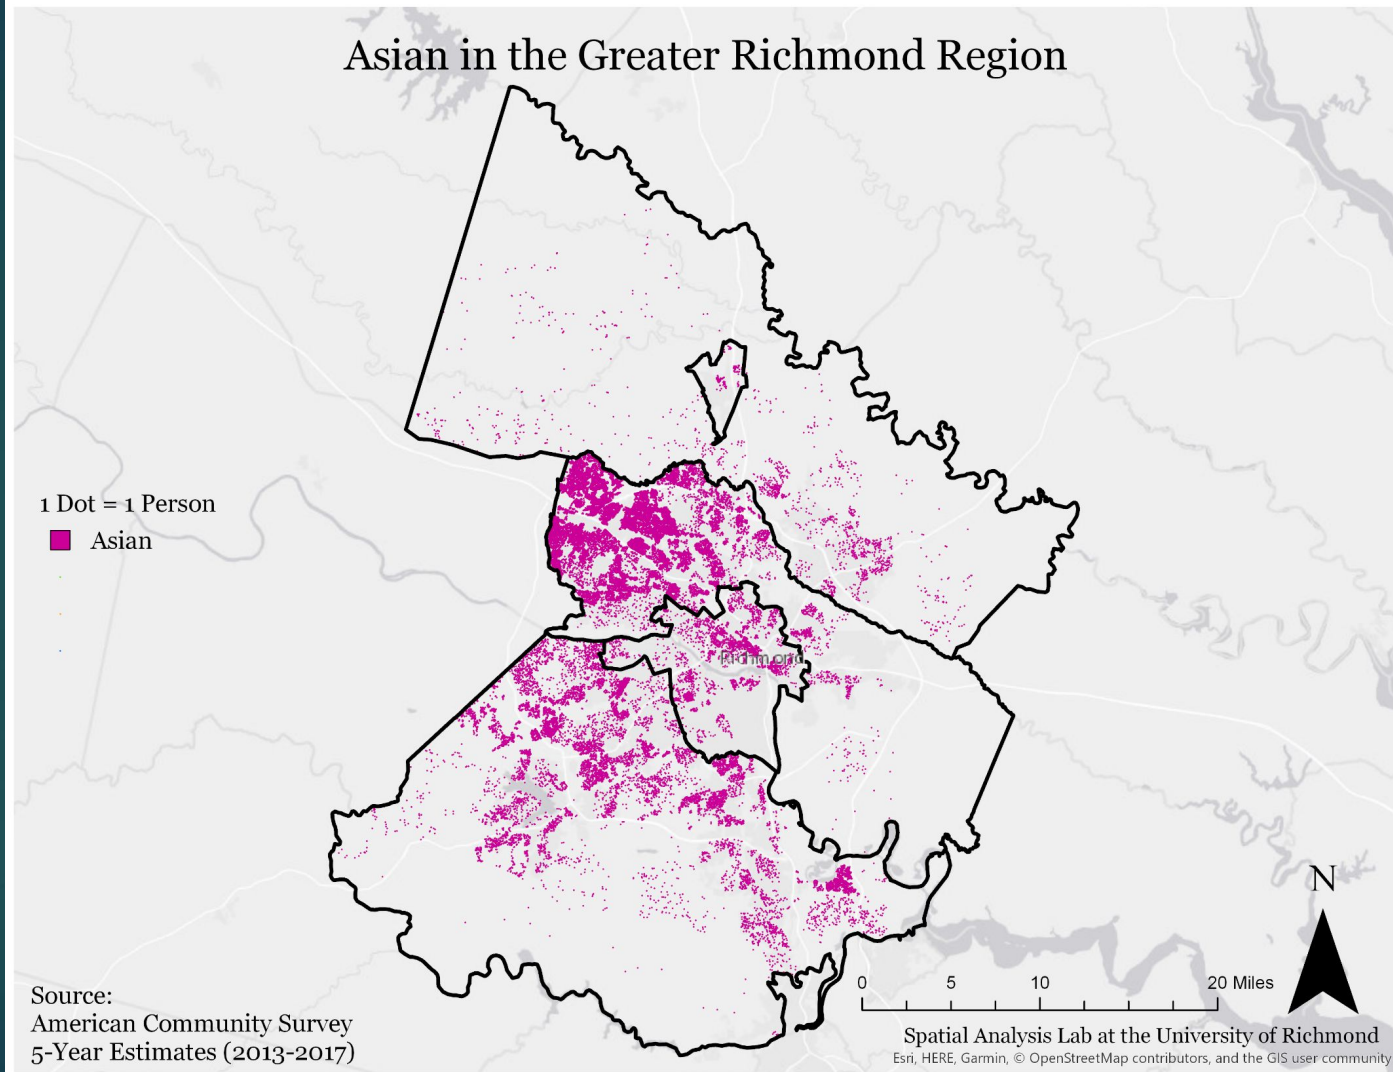 Asian in the Greater Richmond Region
1 Dot = 1 Person
Asian
Richmond
N
0 5 10 20 Miles
Source:
American Community Survey
5-Year Estimates (2013-2017)
Spatial Analysis Lab at the University of Richmond
Esri, HERE, Garmin, © OpenStreetMap contributors, and the GIS user community